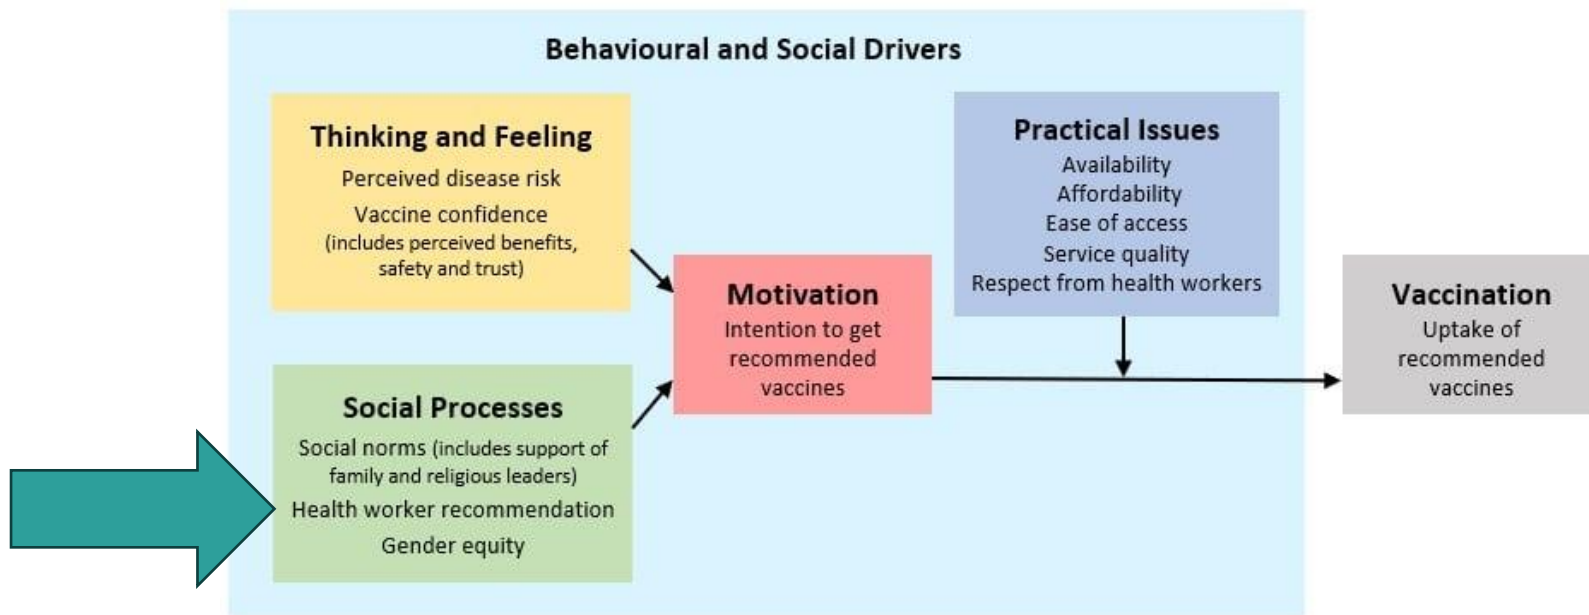 Behavioural and Social Drivers
Thinking and Feeling
Perceived disease risk
Vaccine confidence
(includes perceived benefits,
safety and trust)
Social Processes
Social norms (includes support of
family and religious leaders)
Health worker recommendation
Gender equity
Motivation
Intention to get
recommended
vaccines
Practical Issues
Availability
Affordability
Ease of access
Service quality
Respect from health workers
Vaccination
Uptake of
recommended
vaccines